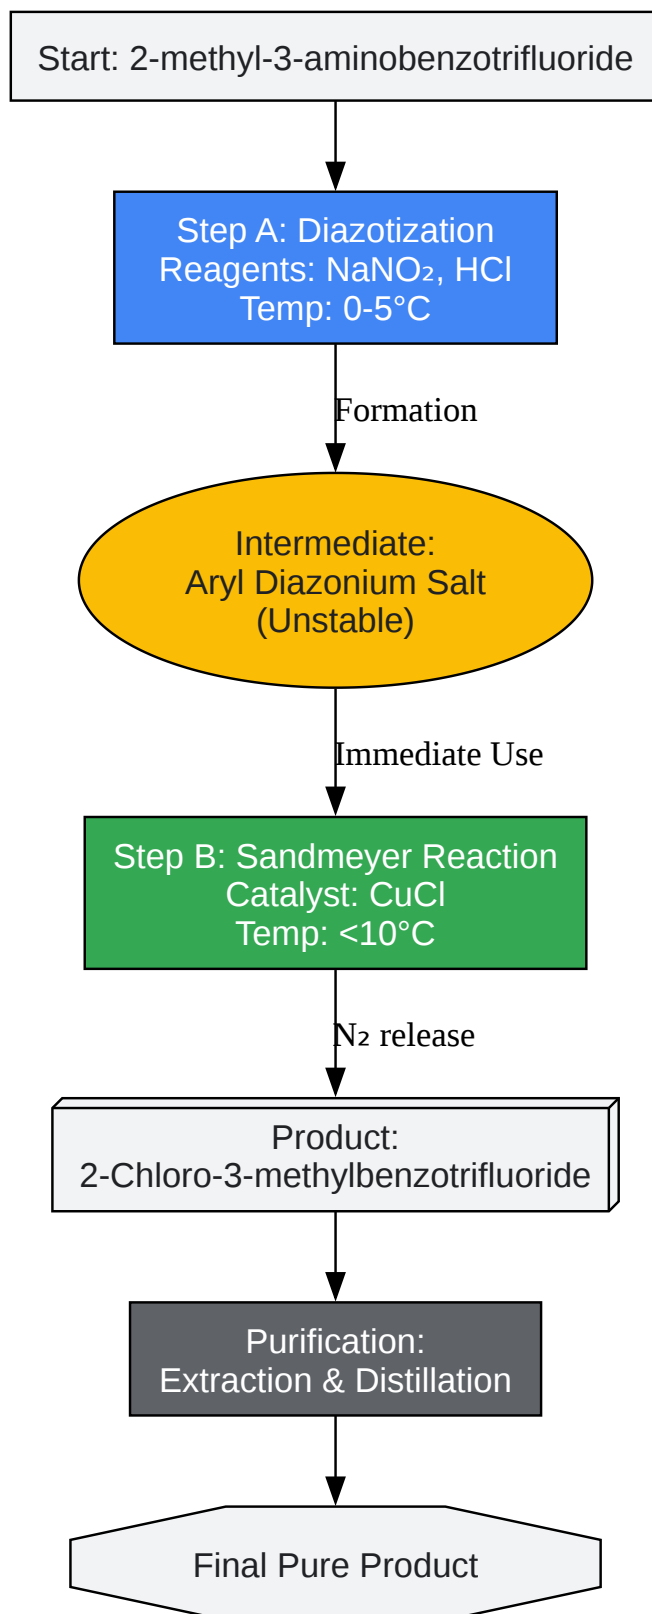 Start: 2-methyl-3-aminobenzotrifluoride
Step A: Diazotization
Reagents: NaNO₂, HCl
Temp: 0-5°C
Formation
Intermediate:
Aryl Diazonium Salt
(Unstable)
Immediate Use
Step B: Sandmeyer Reaction
Catalyst: CuCl
Temp: <10°C
N₂ release
Product:
2-Chloro-3-methylbenzotrifluoride
Purification:
Extraction & Distillation
Final Pure Product